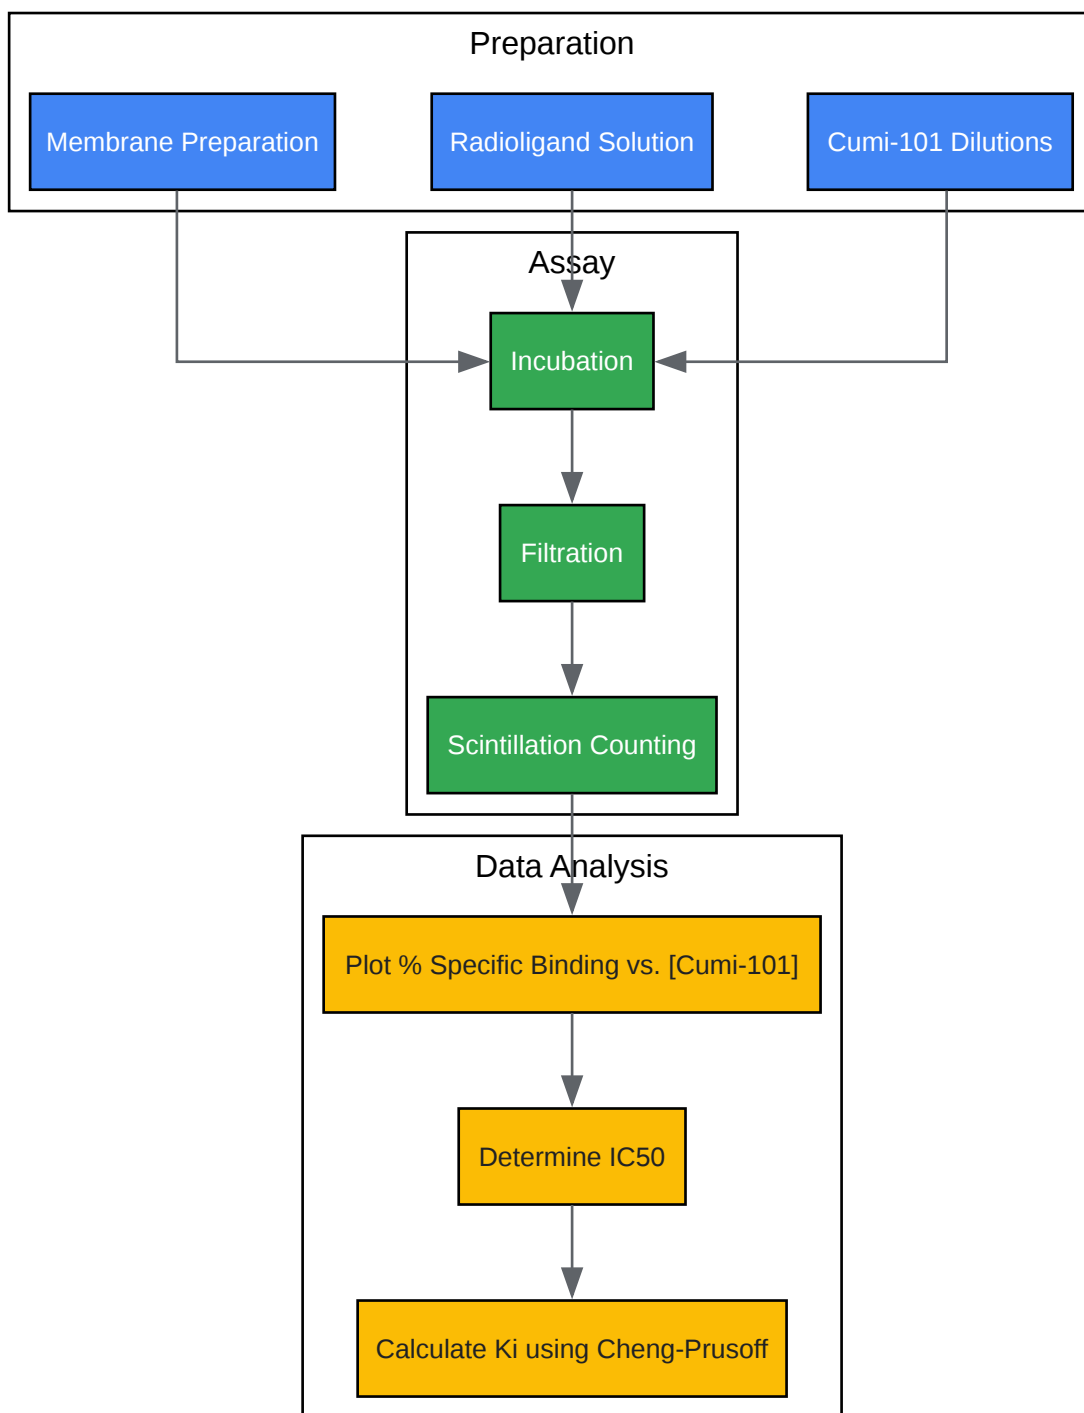 Preparation
Membrane Preparation
Radioligand Solution
Cumi-101 Dilutions
Assay
Incubation
Filtration
Scintillation Counting
Data Analysis
Plot % Specific Binding vs. [Cumi-101]
Determine IC50
Calculate Ki using Cheng-Prusoff